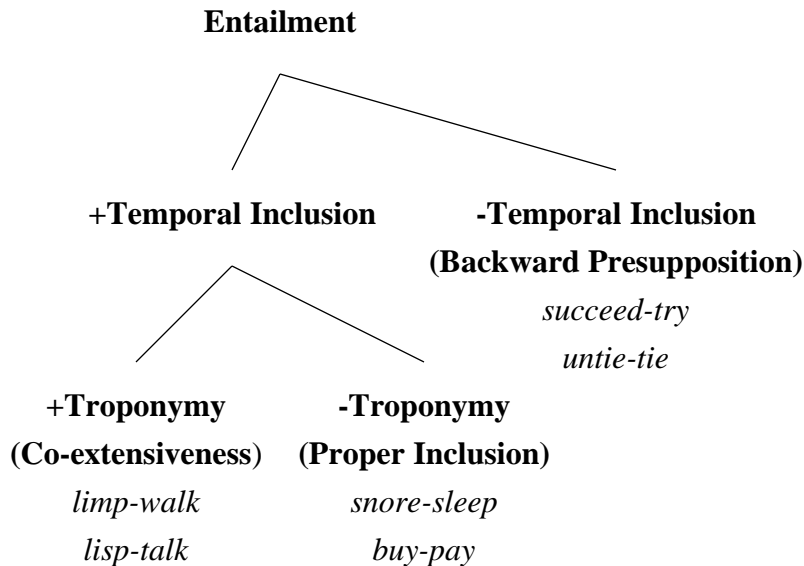 Entailment
+Temporal Inclusion
-Temporal Inclusion
(Backward Presupposition)
succeed-try
untie-tie
+Troponymy
(Co-extensiveness)
limp-walk
lisp-talk
-Troponymy
(Proper Inclusion)
snore-sleep
buy-pay